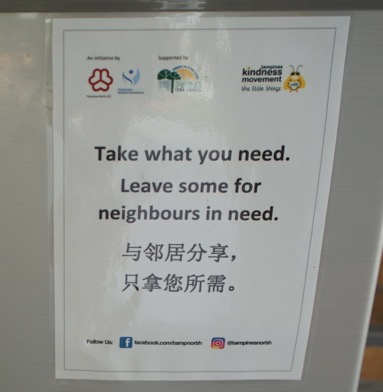 An initiative by
Supported by
tampines
kindness
movement
the little things
Take what you need.
Leave some for
neighbours in need.
与邻居分享，
只拿您所需。
Follow Us:
facebook.com/tampnorth
@tampinesnorth